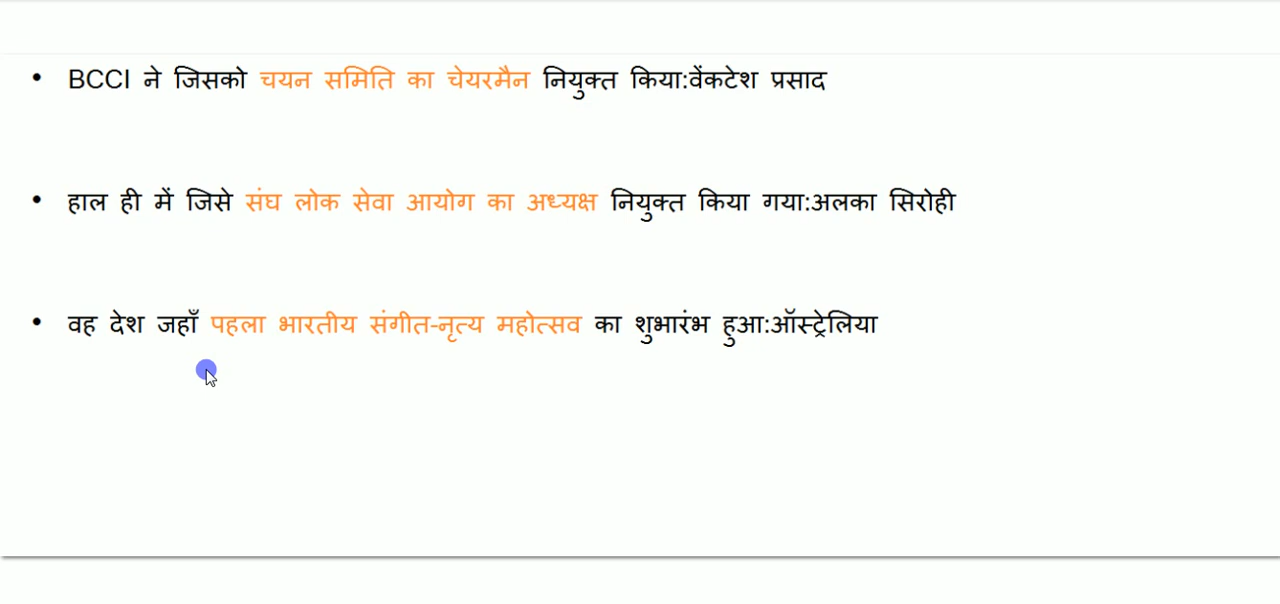 • BCCI ने जिसको चयन समिति का चेयरमैन नियुक्त किया:वेंकटेश प्रसाद
• हाल ही में जिसे संघ लोक सेवा आयोग का अध्यक्ष नियुक्त किया गया:अलका सिरोही
• वह देश जहाँ पहला भारतीय संगीत-नृत्य महोत्सव का शुभारंभ हुआ:ऑस्ट्रेलिया